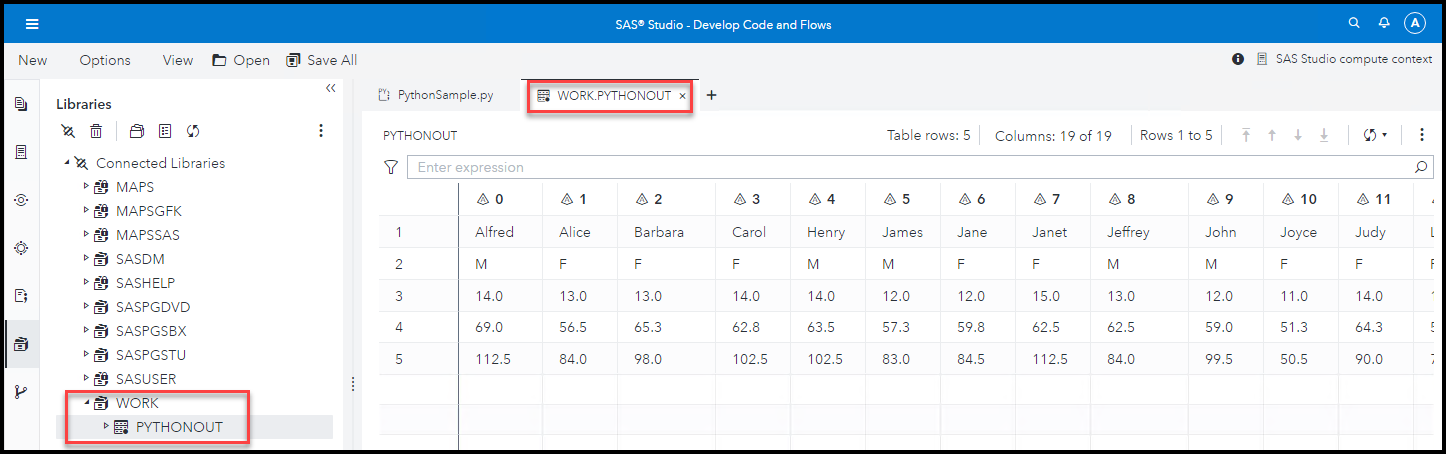 SAS® Studio - Develop Code and Flows
A
New Options View Open Save All
SAS Studio compute context
Libraries
Connected Libraries
MAPS
MAPSGFK
MAPSSAS
SASDM
SASHELP
SASPGDVD
SASPGSBX
SASPGSTU
SASUSER
WORK
PYTHONOUT
PythonSample.py
WORK.PYTHONOUT
PYTHONOUT
Table rows: 5 Columns: 19 of 19 Rows 1 to 5
Enter expression
0 1 2 3 4 5 6 7 8 9 10 11
1 Alfred Alice Barbara Carol Henry James Jane Janet Jeffrey John Joyce Judy
2 M F F F M M F F M M F F
3 14.0 13.0 13.0 14.0 14.0 12.0 12.0 15.0 13.0 12.0 11.0 14.0
4 69.0 56.5 65.3 62.8 63.5 57.3 59.8 62.5 62.5 59.0 51.3 64.3
5 112.5 84.0 98.0 102.5 102.5 83.0 84.5 112.5 84.0 99.5 50.5 90.0